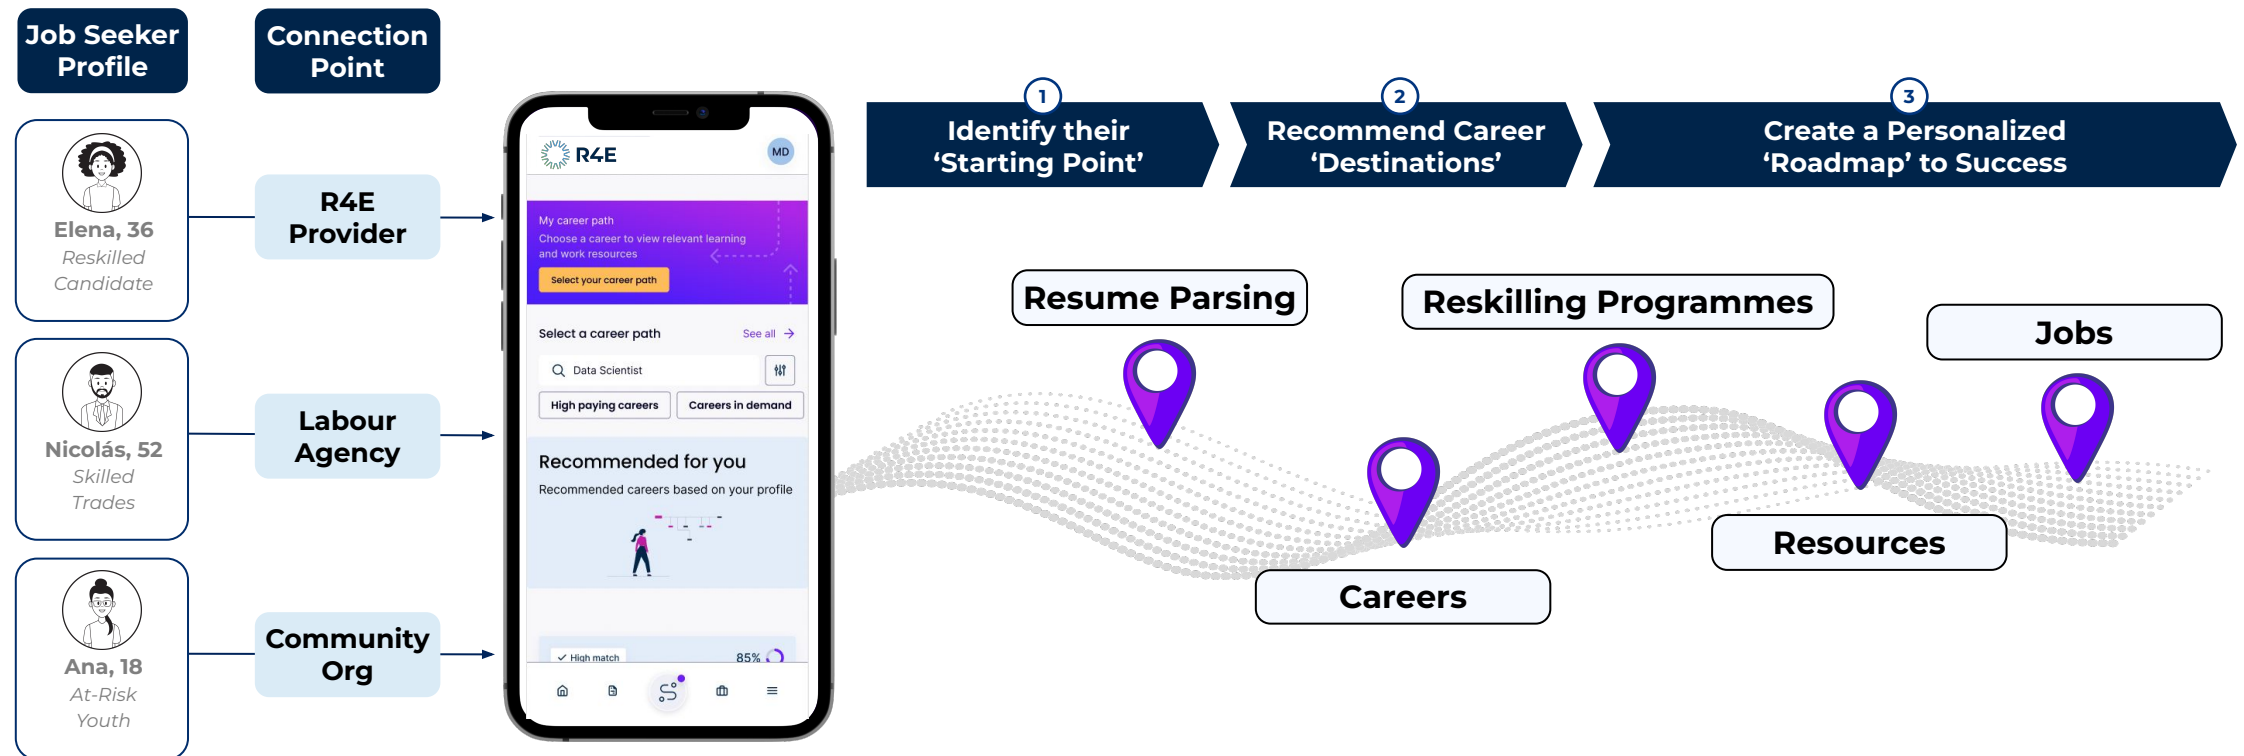 Job Seeker
Profile
Connection
Point
Elena, 36
Reskilled
Candidate
R4E
Provider
Nicolás, 52
Skilled
Trades
Labour
Agency
Ana, 18
At-Risk
Youth
Community
Org
R4E
MD
My career path
Choose a career to view relevant learning
and work resources
Select your career path
Select a career path
See all
Data Scientist
High paying careers
Careers in demand
Recommended for you
Recommended careers based on your profile
High match
85%
1
Identify their
‘Starting Point’
2
Recommend Career
‘Destinations’
3
Create a Personalized
‘Roadmap’ to Success
Resume Parsing
Careers
Reskilling Programmes
Resources
Jobs